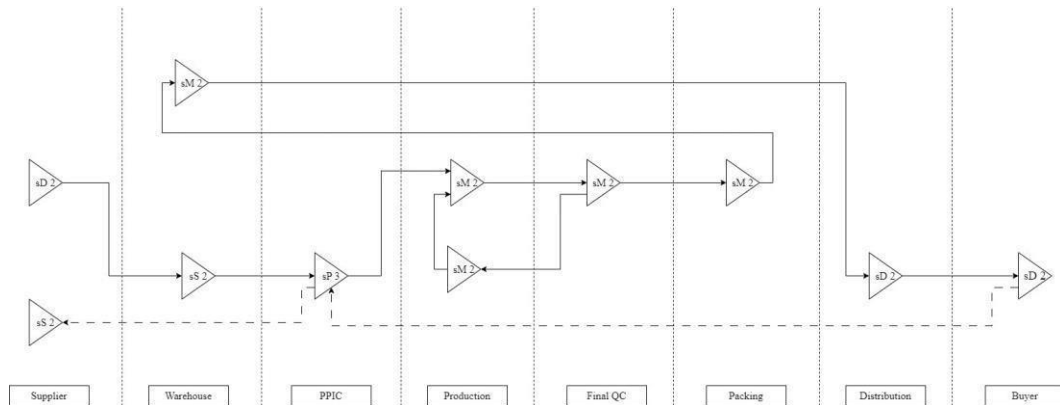 sM 2
sD 2
sM 2
sM 2
sM 2
sS 2
sP 3
sM 2
sD 2
sD 2
sS 2
Supplier
Warehouse
PPIC
Production
Final QC
Packing
Distribution
Buyer